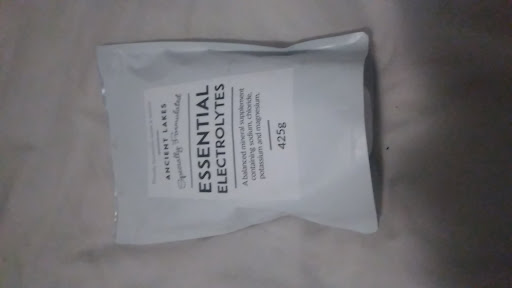 ANCIENT LAKES
Specially Formulated
ESSENTIAL
ELECTROLYTES
A balanced mineral supplement
containing sodium, chloride,
potassium and magnesium.
425g